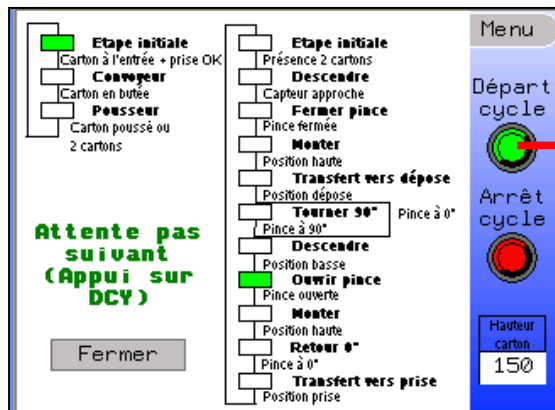 Etape initiale
Carton à l'entrée + prise OK
Convoyeur
Carton en butée
Pousseur
Carton poussé ou
2 cartons
Attente pas
suivant
(Appui sur
DCY)
Fermer
Etape initiale
Présence 2 cartons
Descendre
Capteur approche
Fermer pince
Pince fermée
Monter
Position haute
Transfert vers dépose
Position dépose
Tourner 90° Pince à 0°
Pince à 90°
Descendre
Position basse
Ouvrir pince
Pince ouverte
Monter
Position haute
Retour 0°
Pince à 0°
Transfert vers prise
Position prise
Menu
Départ
cycle
Arrêt
cycle
Hauteur
carton
150